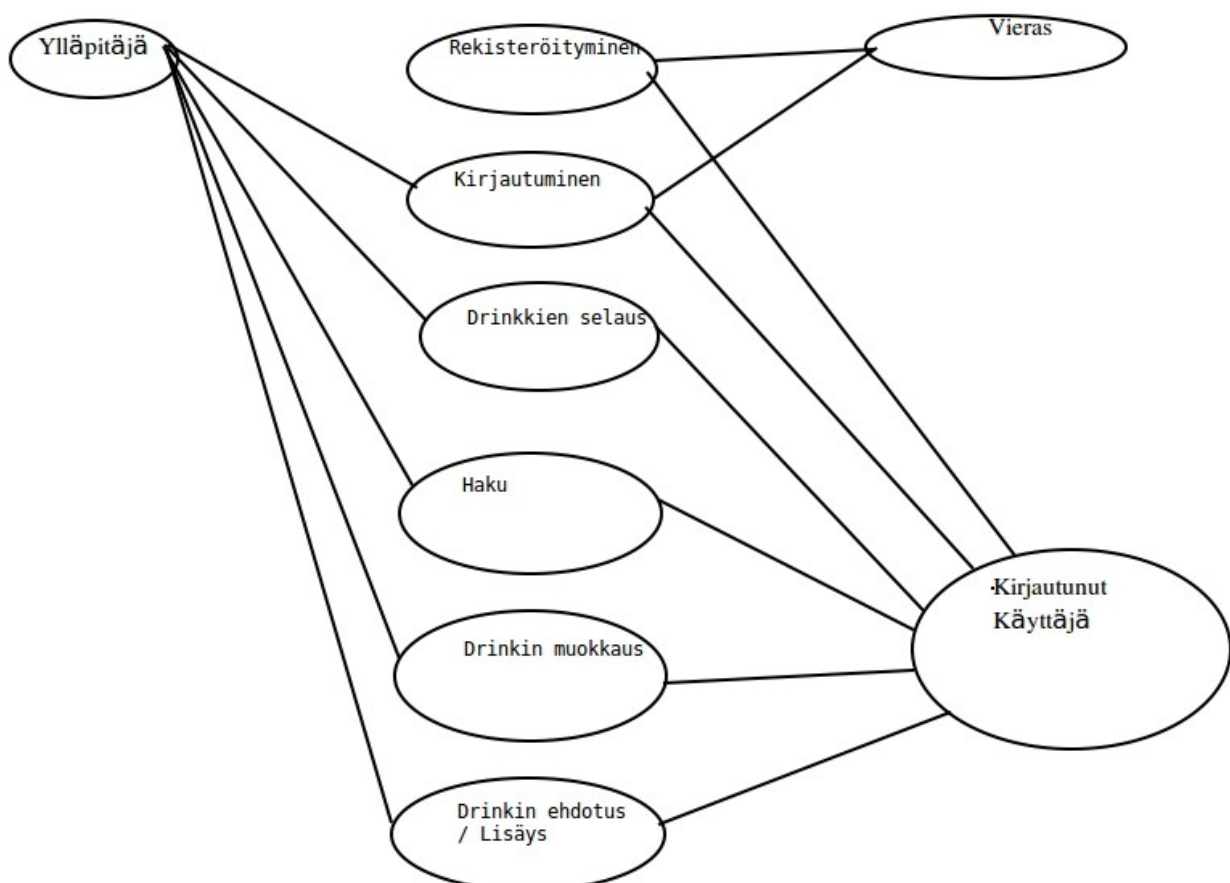 Ylläpitäjä
Rekisteröityminen
Vieras
Kirjautuminen
Drinkkien selaus
Haku
Kirjautunut
Käyttäjä
Drinkin muokkaus
Drinkin ehdotus
/ Lisäys